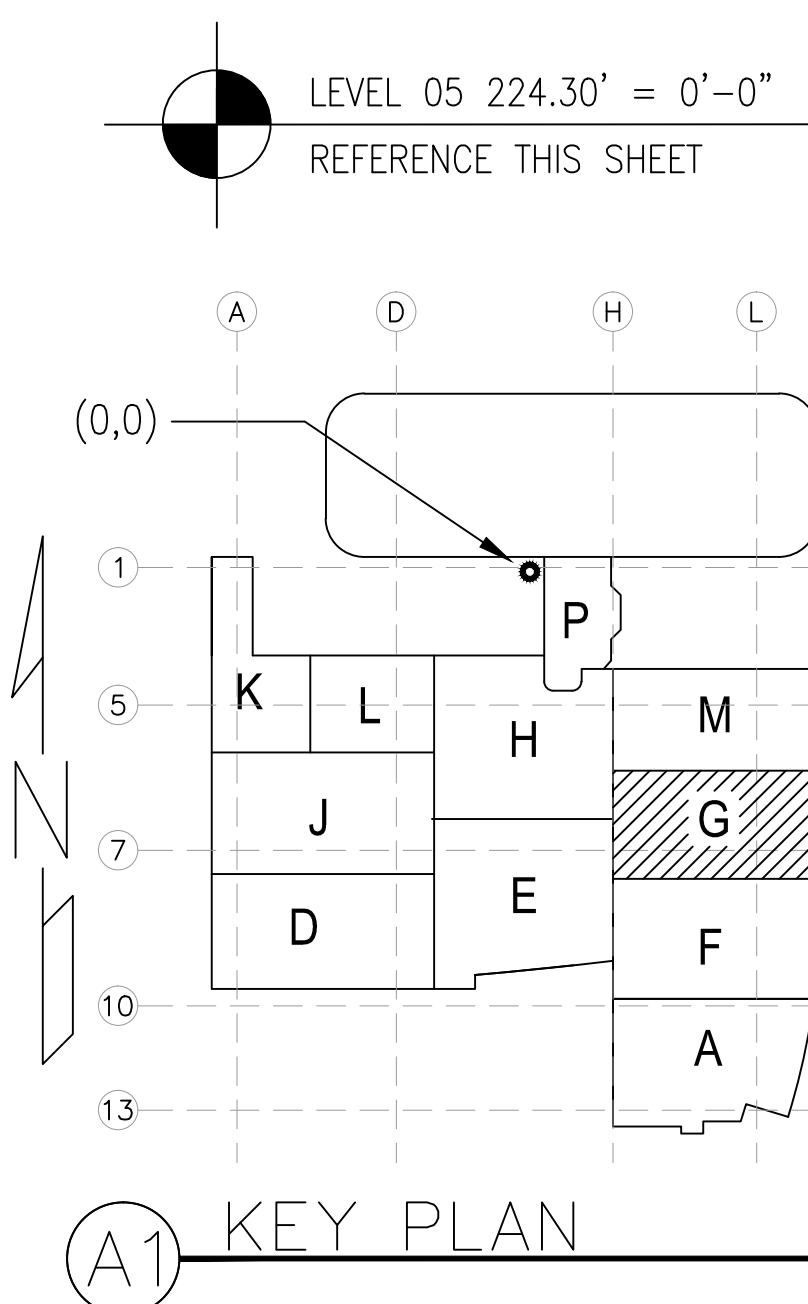 LEVEL 05 224.30' = 0'-0"
REFERENCE THIS SHEET
A D H L
(0,0)
1
P
K L M
5
H
J G
7
E
D F
10
A
13
N
A1 KEY PLAN